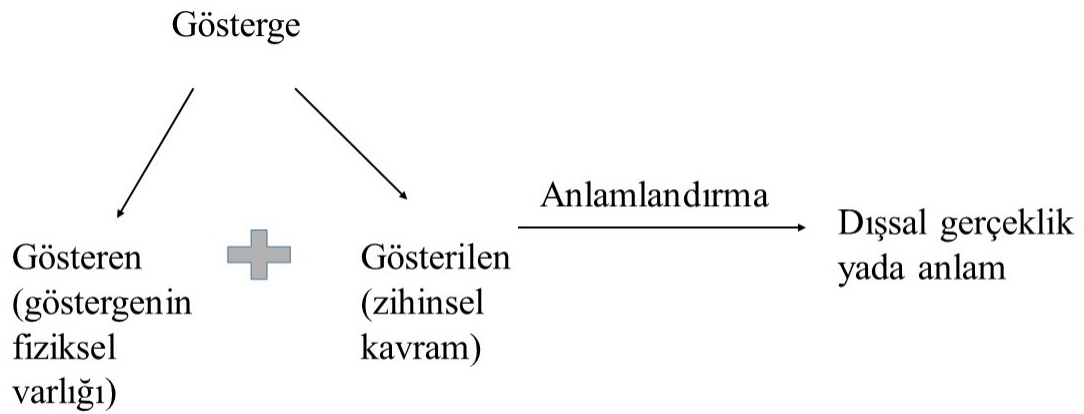 Gösterge
Anlamlandırma
Gösteren
(göstergenin
fiziksel
varlığı)
Gösterilen
(zihinsel
kavram)
Dışsal gerçeklik
yada anlam